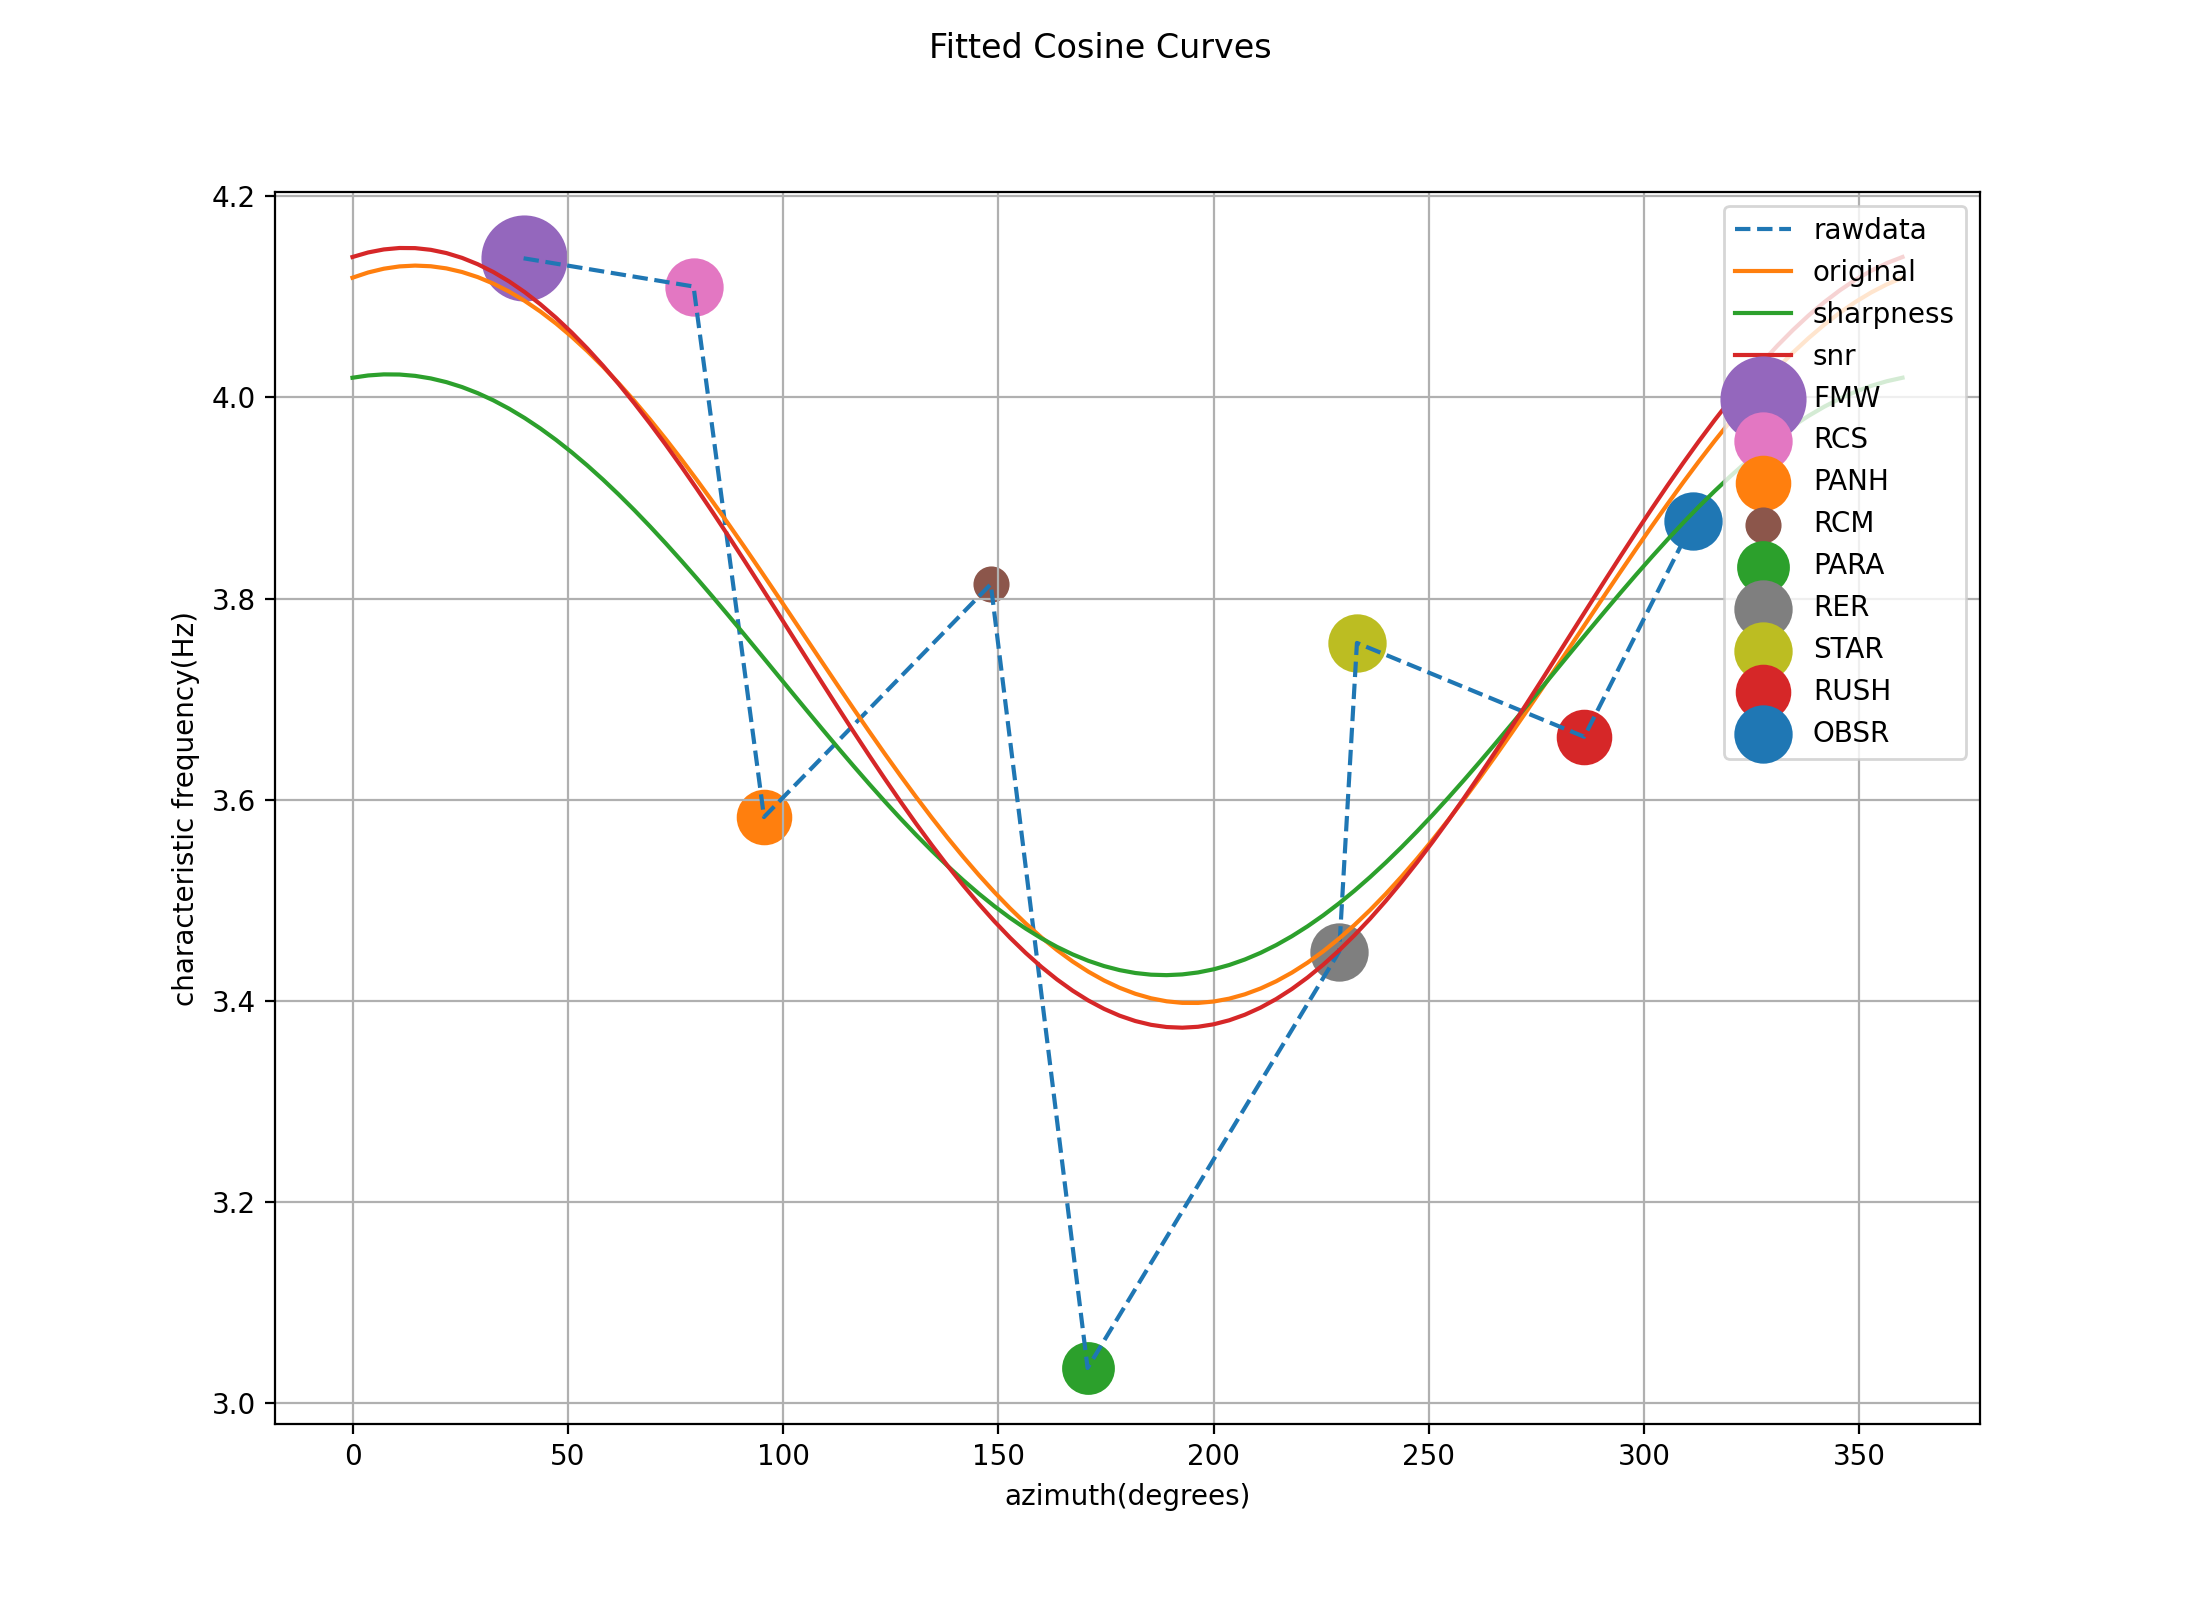 Fitted Cosine Curves
4.2
4.0
3.8
3.6
3.4
3.2
3.0
characteristic frequency(Hz)
rawdata
original
sharpness
snr
FMW
RCS
PANH
RCM
PARA
RER
STAR
RUSH
OBSR
0 50 100 150 200 250 300 350
azimuth(degrees)